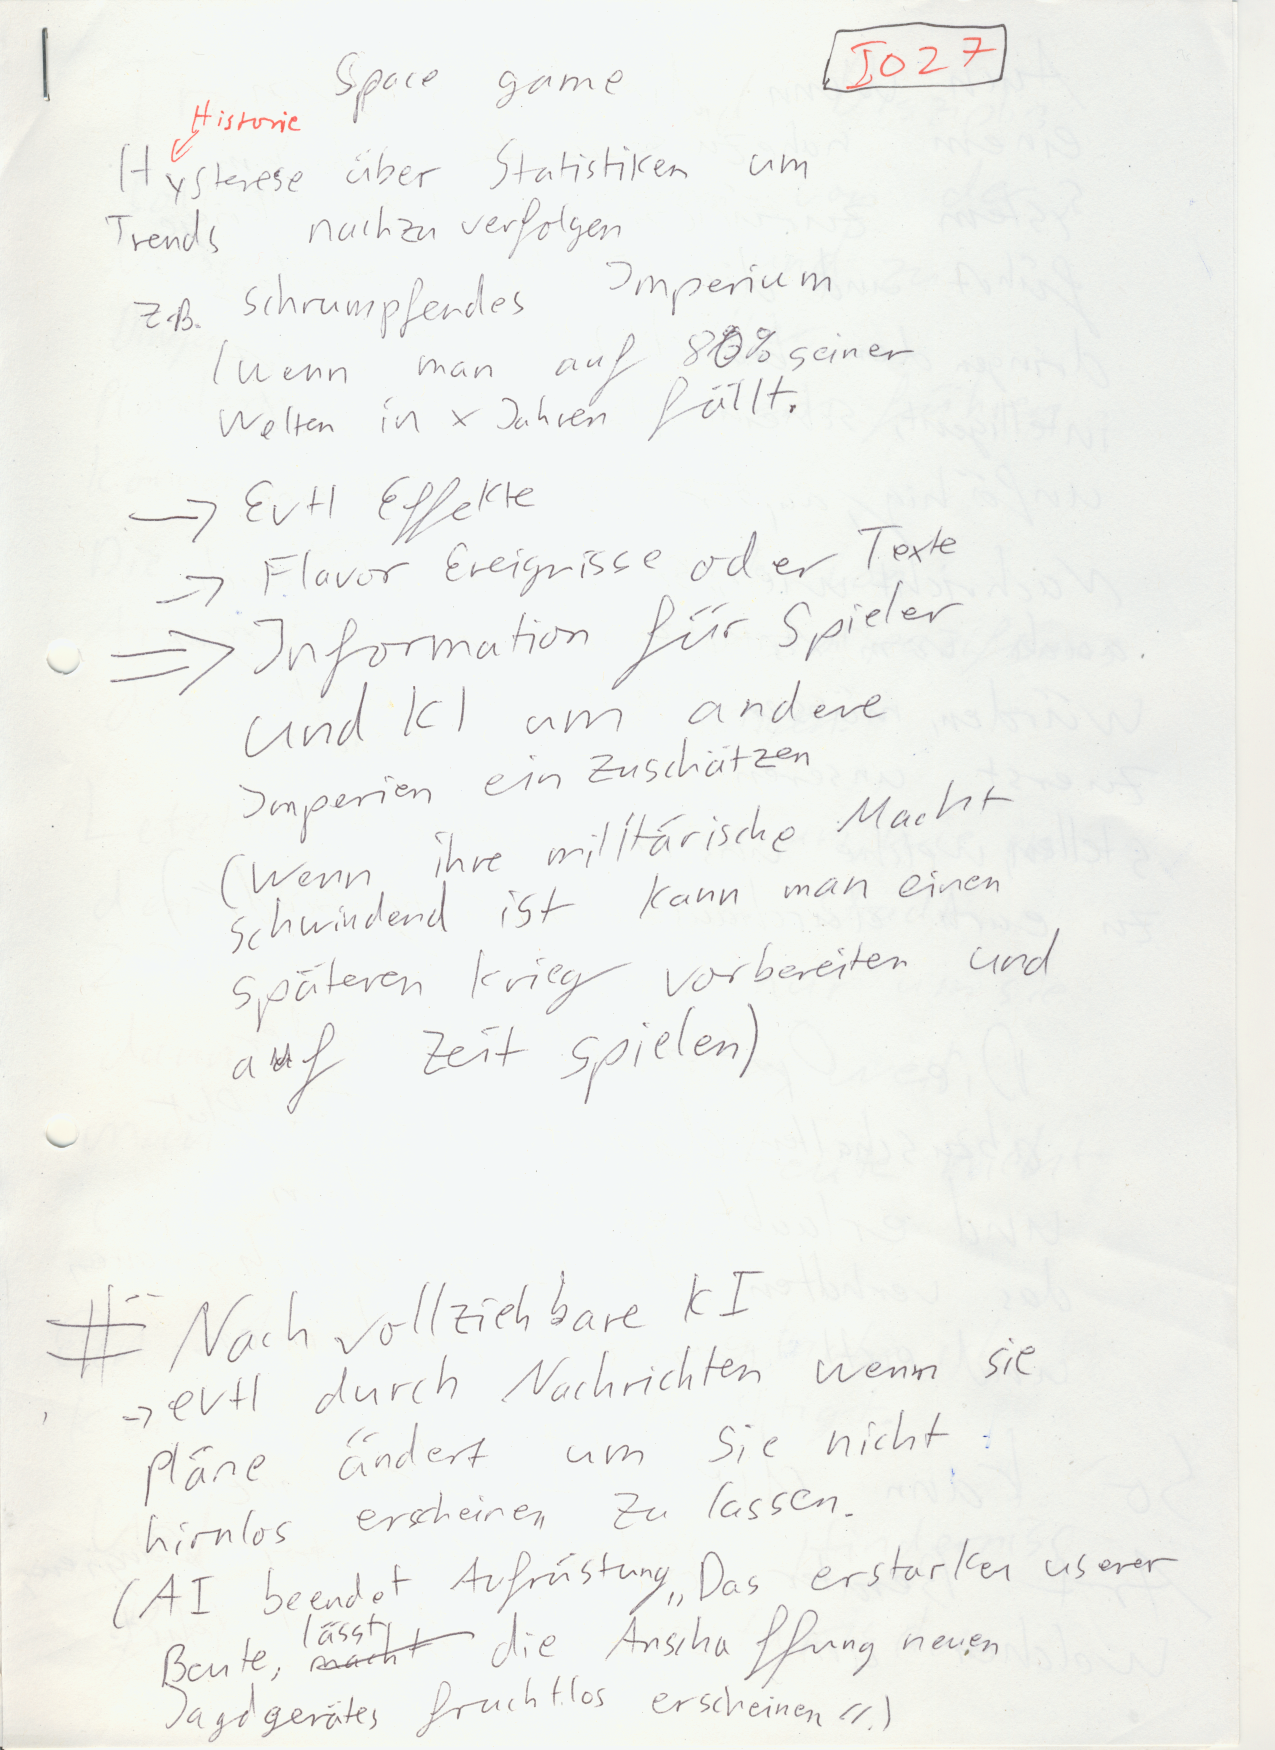 Space game
I027
Historie
Hysterese über Statistiken um
Trends nachzu verfolgen
z.B. schrumpfendes Imperium
(wenn man auf 80% seiner
Welten in x Jahren fällt.
→ Evtl Effekte
→ Flavor Ereignisse oder Texte
⇒ Information für Spieler
und KI um andere
Imperien ein zuschätzen
(Wenn ihre militärische Macht
schwindend ist kann man einen
späteren krieg vorbereiten und
auf Zeit spielen)
# Nachvollziehbare KI
→ evtl durch Nachrichten wenn sie
pläne ändert um Sie nicht
hirnlos erscheinen zu lassen.
(AI beendet Aufrüstung „Das erstarken userer
Beute, lässt macht die Anschaffung neuen
Jagdgerätes fruchtlos erscheinen“.)